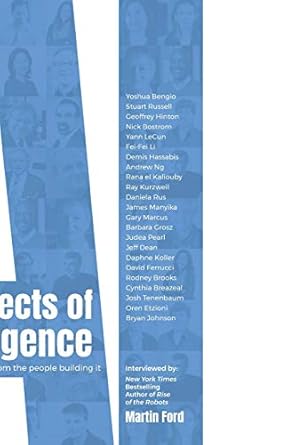 Yoshua Bengio
Stuart Russell
Geoffrey Hinton
Nick Bostrom
Yann LeCun
Fei-Fei Li
Demis Hassabis
Andrew Ng
Rana el Kaliouby
Ray Kurzweil
Daniela Rus
James Manyika
Gary Marcus
Barbara Grosz
Judea Pearl
Jeff Dean
Daphne Koller
David Ferrucci
Rodney Brooks
Cynthia Breazeal
Josh Tenenbaum
Oren Etzioni
Bryan Johnson
ects of
gence
om the people building it
Interviewed by:
New York Times
Bestselling
Author of Rise
of the Robots
Martin Ford